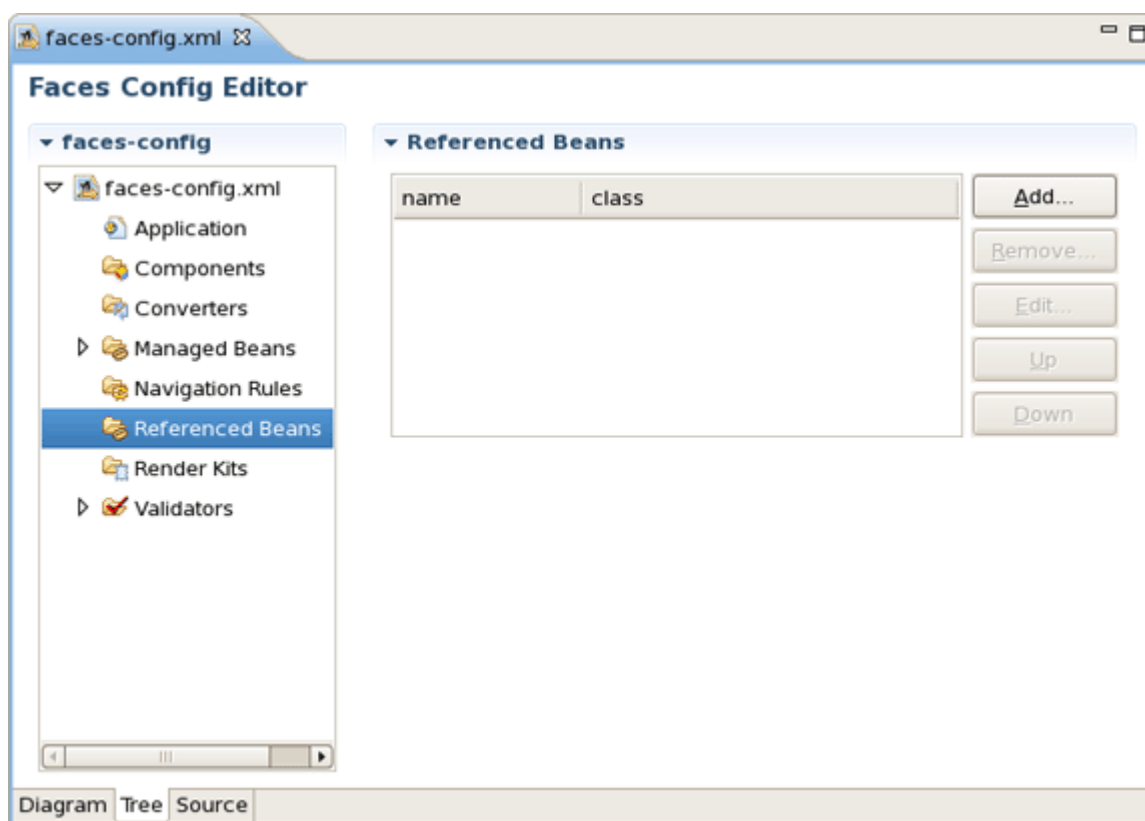 faces-config.xml
Faces Config Editor
faces-config
faces-config.xml
Application
Components
Converters
Managed Beans
Navigation Rules
Referenced Beans
Render Kits
Validators
Referenced Beans
name class
Add...
Remove...
Edit...
Up
Down
Diagram Tree Source